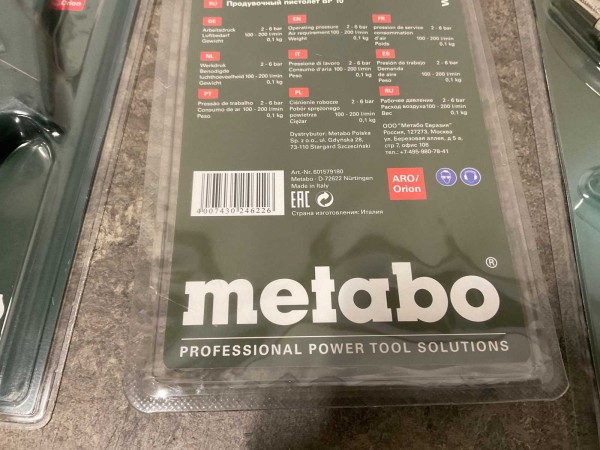 Orion
RU Продувочный пистолет BP 10
DE
Arbeitsdruck 2 - 6 bar
Luftbedarf 100 - 200 l/min
Gewicht 0,1 kg
EN
Operating pressure 2 - 6 bar
Air requirement 100 - 200 l/min
Weight 0,1 kg
FR
pression de service 2 - 6 bar
consommation
d'air 100 - 200 l/min
Poids 0,1 kg
NL
Werkdruk 2 - 6 bar
Benodigde
luchthoeveelheid 100 - 200 l/min
Gewicht 0,1 kg
IT
Pressione di lavoro 2 - 6 bar
Consumo d'aria 100 - 200 l/min
Peso 0,1 kg
ES
Presión de trabajo 2 - 6 bar
Demanda
de aire 100 - 200 l/min
Peso 0,1 kg
PT
Pressão de trabalho 2 - 6 bar
Consumo de ar 100 - 200 l/min
Peso 0,1 kg
PL
Ciśnienie robocze 2 - 6 bar
Pobór sprężonego
powietrza 100 - 200 l/min
Ciężar 0,1 kg
Dystrybutor: Metabo Polska
Sp. z o.o., ul. Gdyńska 28,
73-110 Stargard Szczeciński
RU
Рабочее давление 2 - 6 bar
Расход воздуха 100 - 200 l/min
Вес 0,1 kg
ООО "Метабо Евразия"
Россия, 127273, Москва
ул. Березовая аллея, д.5 а,
стр. 7, офис 106
тел.: +7-495-980-78-41
4007430246226
Art.-Nr. 601579180
Metabo · D-72622 Nürtingen
Made in Italy
EAC
Страна изготовления: Италия
ARO/
Orion
metabo®
PROFESSIONAL POWER TOOL SOLUTIONS